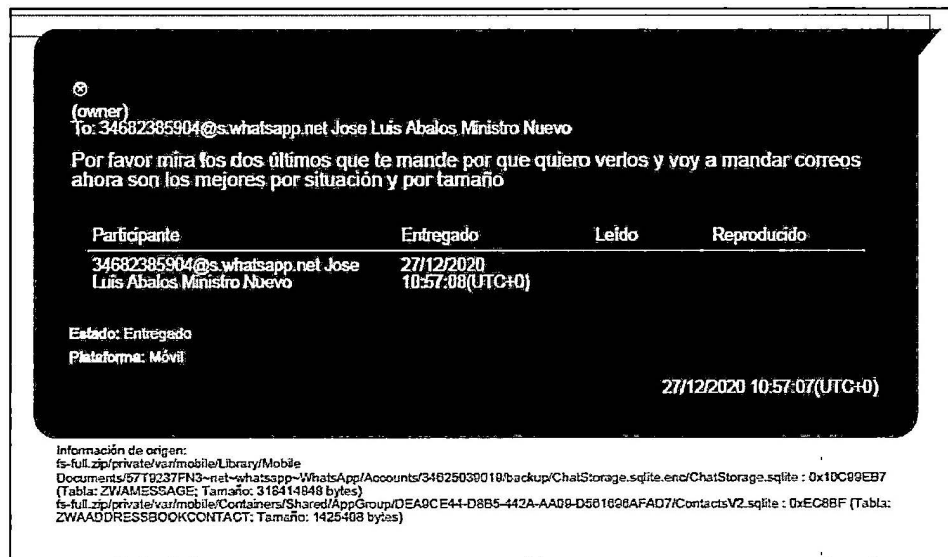 ⊗
(owner)
To: 34682385904@s.whatsapp.net Jose Luis Abalos Ministro Nuevo
Por favor mira los dos últimos que te mande por que quiero verlos y voy a mandar correos
ahora son los mejores por situación y por tamaño
Participante Entregado Leído Reproducido
34682385904@s.whatsapp.net Jose 27/12/2020
Luis Abalos Ministro Nuevo 10:57:08(UTC+0)
Estado: Entregado
Plataforma: Móvil
27/12/2020 10:57:07(UTC+0)
Información de origen:
fs-full.zip/private/var/mobile/Library/Mobile
Documents/57T9237FN3~net~whatsapp~WhatsApp/Accounts/34625039019/backup/ChatStorage.sqlite.enc/ChatStorage.sqlite : 0x10C99EB7
(Tabla: ZWAMESSAGE; Tamaño: 318414848 bytes)
fs-full.zip/private/var/mobile/Containers/Shared/AppGroup/DEA9CE44-D8B5-442A-AA09-D561696AFAD7/ContactsV2.sqlite : 0xEC8BF (Tabla:
ZWAADDRESSBOOKCONTACT; Tamaño: 1425408 bytes)